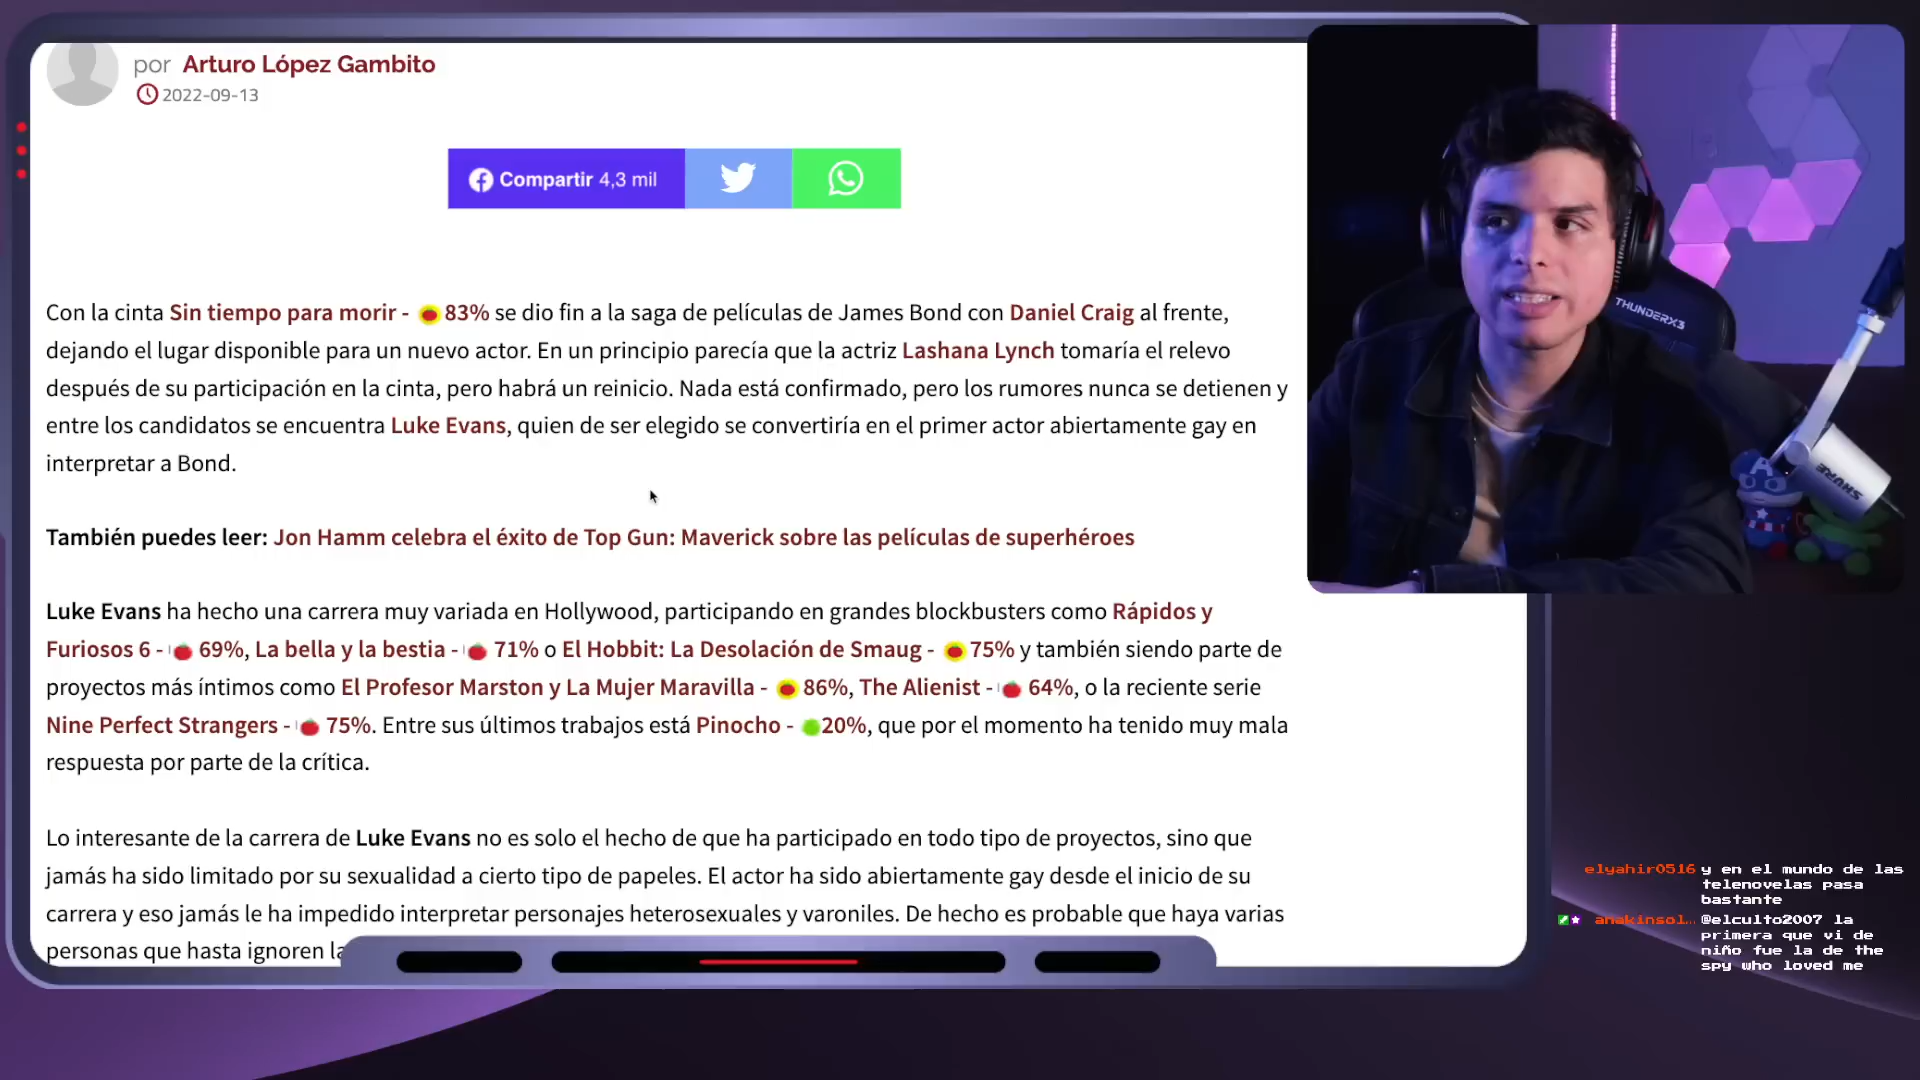 por Arturo López Gambito
2022-09-13
Compartir 4,3 mil
Con la cinta Sin tiempo para morir - 83% se dio fin a la saga de películas de James Bond con Daniel Craig al frente,
dejando el lugar disponible para un nuevo actor. En un principio parecía que la actriz Lashana Lynch tomaría el relevo
después de su participación en la cinta, pero habrá un reinicio. Nada está confirmado, pero los rumores nunca se detienen y
entre los candidatos se encuentra Luke Evans, quien de ser elegido se convertiría en el primer actor abiertamente gay en
interpretar a Bond.
También puedes leer: Jon Hamm celebra el éxito de Top Gun: Maverick sobre las películas de superhéroes
Luke Evans ha hecho una carrera muy variada en Hollywood, participando en grandes blockbusters como Rápidos y
Furiosos 6 - 69%, La bella y la bestia - 71% o El Hobbit: La Desolación de Smaug - 75% y también siendo parte de
proyectos más íntimos como El Profesor Marston y La Mujer Maravilla - 86%, The Alienist - 64%, o la reciente serie
Nine Perfect Strangers - 75%. Entre sus últimos trabajos está Pinocho - 20%, que por el momento ha tenido muy mala
respuesta por parte de la crítica.
Lo interesante de la carrera de Luke Evans no es solo el hecho de que ha participado en todo tipo de proyectos, sino que
jamás ha sido limitado por su sexualidad a cierto tipo de papeles. El actor ha sido abiertamente gay desde el inicio de su
carrera y eso jamás le ha impedido interpretar personajes heterosexuales y varoniles. De hecho es probable que haya varias
personas que hasta ignoren la
THUNDERX3
SHURE
elyahir0516 y en el mundo de las
telenovelas pasa
bastante
anakinsol... @elculto2007 la
primera que vi de
niño fue la de the
spy who loved me